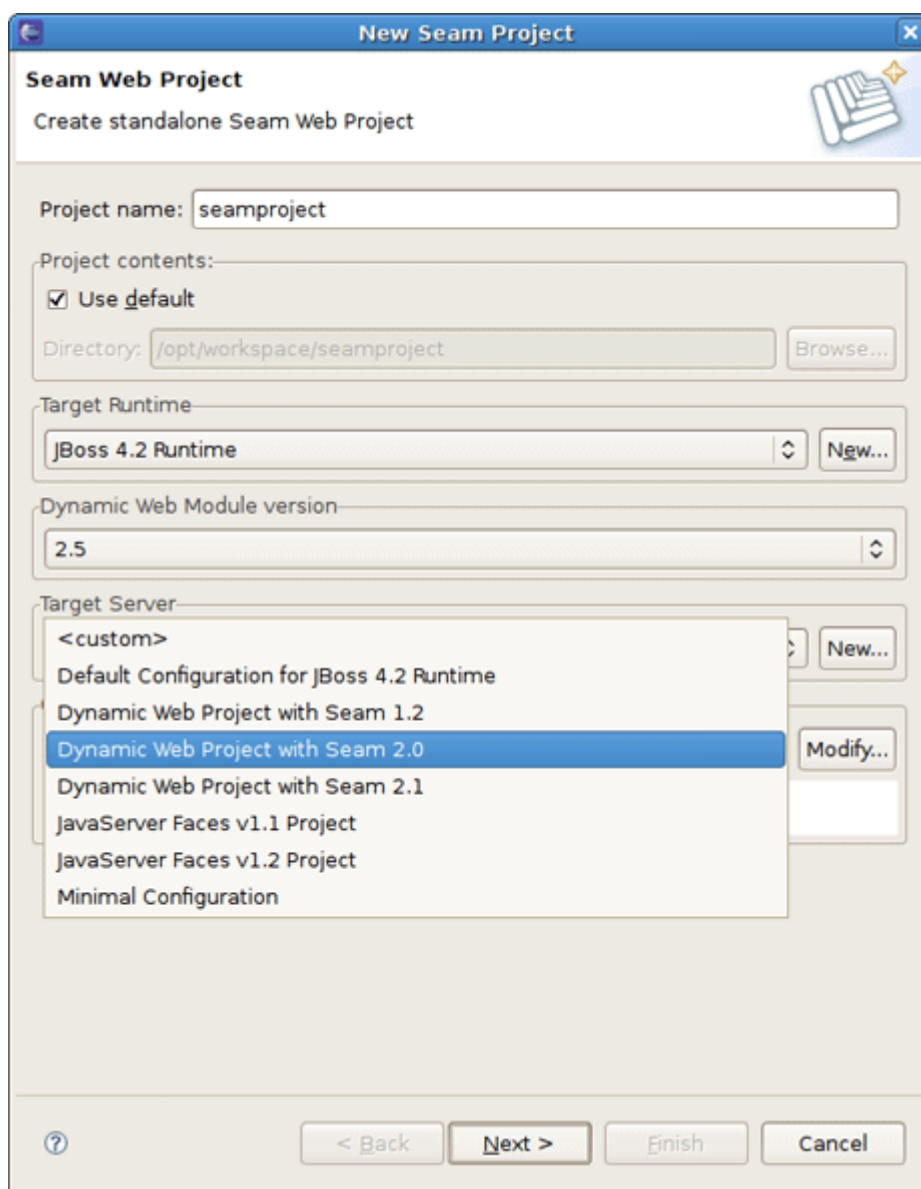 New Seam Project
Seam Web Project
Create standalone Seam Web Project
Project name: seamproject
Project contents:
Use default
Directory: /opt/workspace/seamproject Browse...
Target Runtime
JBoss 4.2 Runtime New...
Dynamic Web Module version
2.5
Target Server
<custom>
New...
Default Configuration for JBoss 4.2 Runtime
Dynamic Web Project with Seam 1.2
Dynamic Web Project with Seam 2.0 Modify...
Dynamic Web Project with Seam 2.1
JavaServer Faces v1.1 Project
JavaServer Faces v1.2 Project
Minimal Configuration
? < Back Next > Finish Cancel